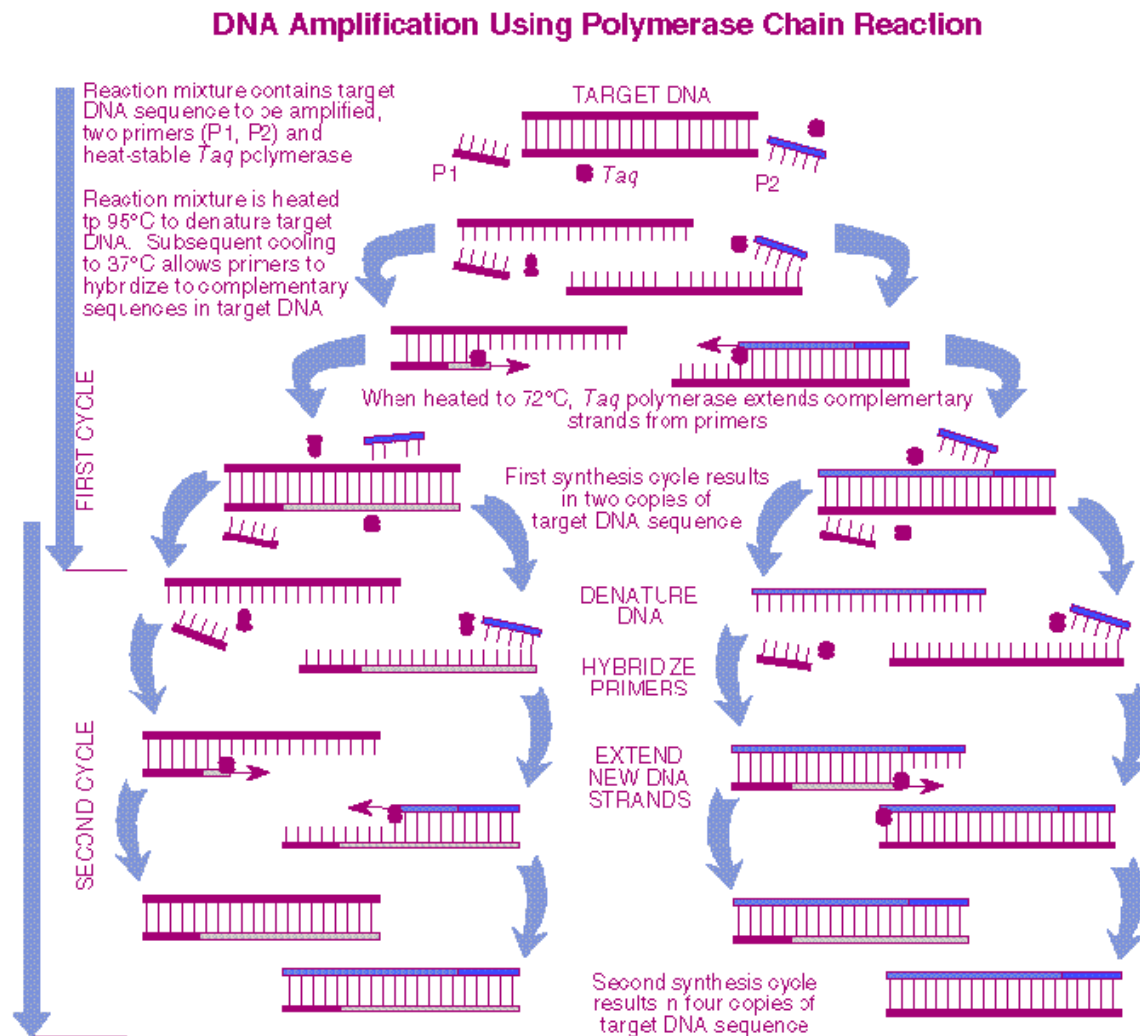 DNA Amplification Using Polymerase Chain Reaction
Reaction mixture contains target
DNA sequence to be amplified,
two primers (P1, P2) and
heat-stable Taq polymerase
TARGET DNA
P1
Taq
P2
Reaction mixture is heated
tp 95°C to denature target
DNA. Subsequent cooling
to 37°C allows primers to
hybridize to complementary
sequences in target DNA
FIRST CYCLE
When heated to 72°C, Taq polymerase extends complementary
strands from primers
First synthesis cycle results
in two copies of
target DNA sequence
DENATURE
DNA
HYBRIDZE
PRIMERS
SECOND CYCLE
EXTEND
NEW DNA
STRANDS
Second synthesis cycle
results n four copies of
target DNA sequence